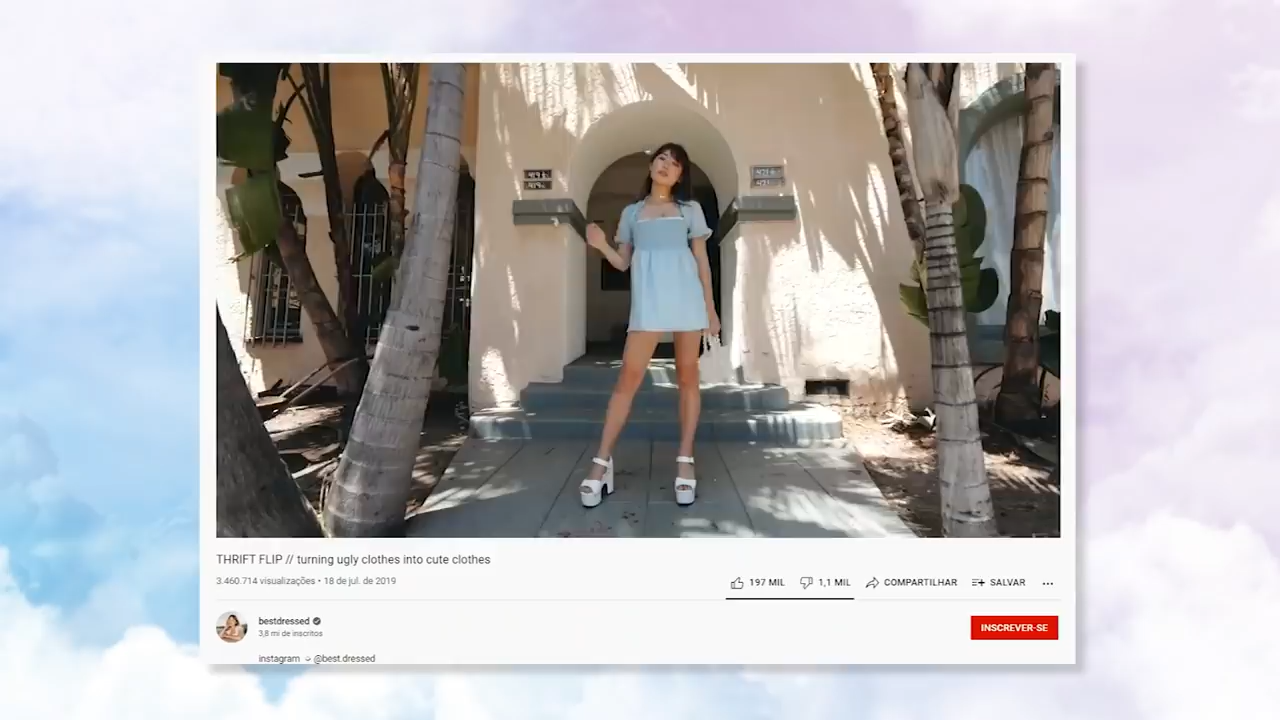 THRIFT FLIP // turning ugly clothes into cute clothes
3.460.714 visualizações • 18 de jul. de 2019
197 MIL 1,1 MIL COMPARTILHAR SALVAR ...
bestdressed
3,8 mi de inscritos
INSCREVER-SE
instagram ➭ @best.dressed